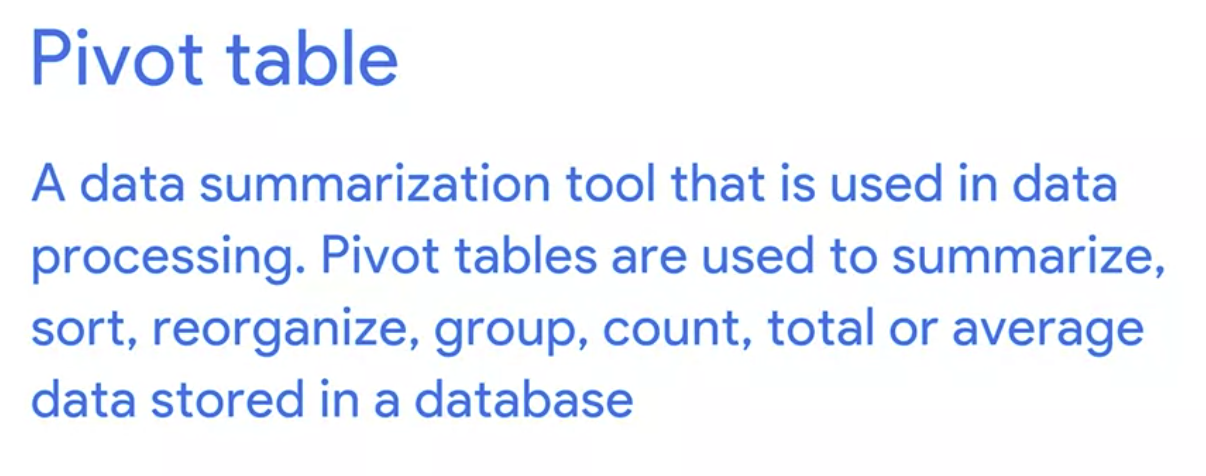 Pivot table
A data summarization tool that is used in data
processing. Pivot tables are used to summarize,
sort, reorganize, group, count, total or average
data stored in a database